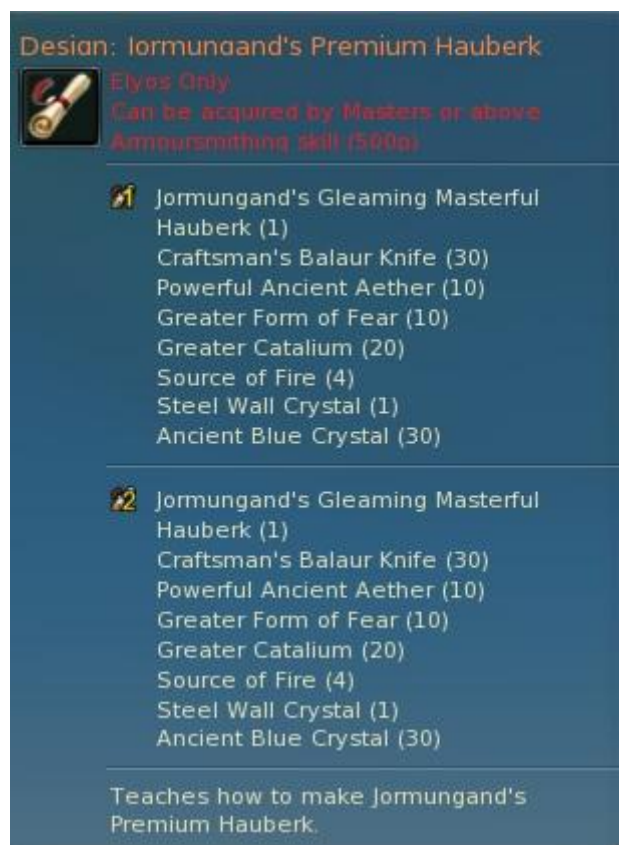 Design: Jormungand's Premium Hauberk
Elyos Only
Can be acquired by Masters or above
Armoursmithing skill (500p)
1 Jormungand's Gleaming Masterful
Hauberk (1)
Craftsman's Balaur Knife (30)
Powerful Ancient Aether (10)
Greater Form of Fear (10)
Greater Catalium (20)
Source of Fire (4)
Steel Wall Crystal (1)
Ancient Blue Crystal (30)
2 Jormungand's Gleaming Masterful
Hauberk (1)
Craftsman's Balaur Knife (30)
Powerful Ancient Aether (10)
Greater Form of Fear (10)
Greater Catalium (20)
Source of Fire (4)
Steel Wall Crystal (1)
Ancient Blue Crystal (30)
Teaches how to make Jormungand's
Premium Hauberk.